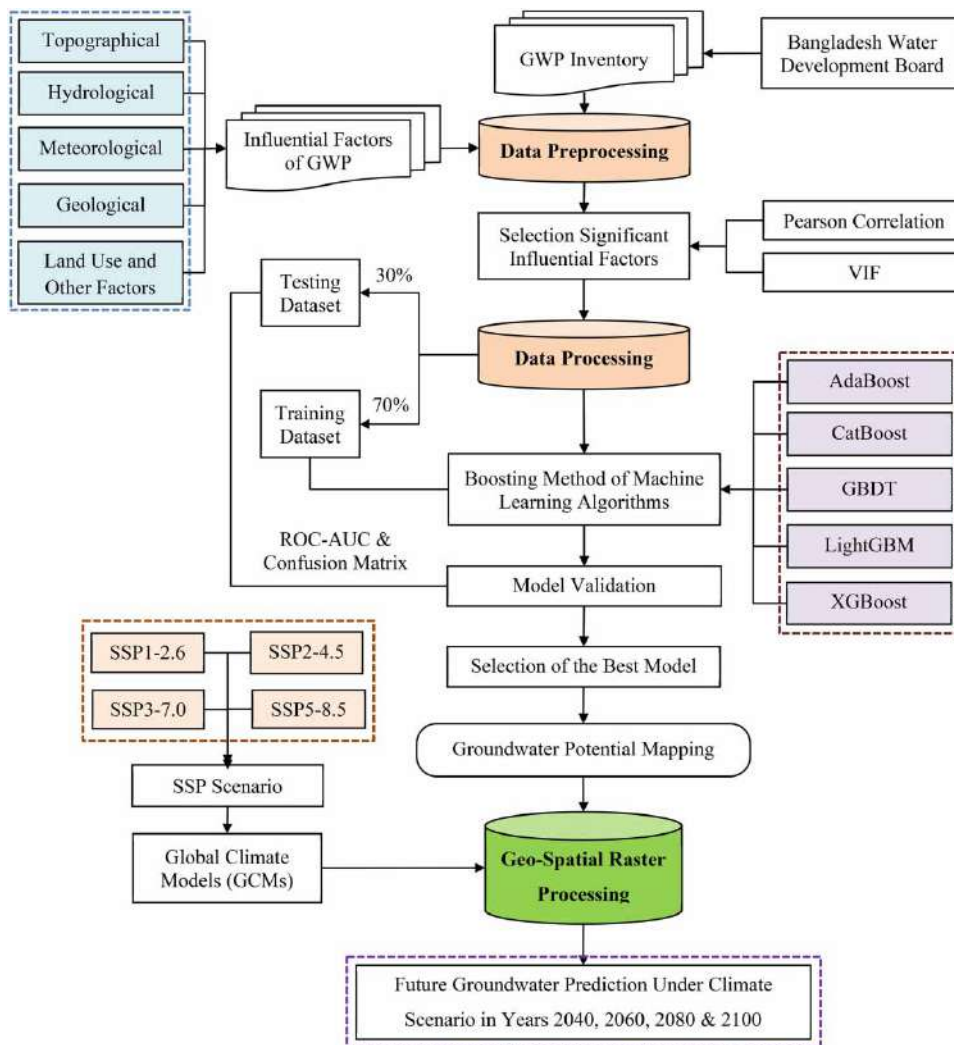 Topographical
Hydrological
Meteorological
Geological
Land Use and
Other Factors
Influential Factors
of GWP
GWP Inventory
Bangladesh Water
Development Board
Data Preprocessing
Selection Significant
Influential Factors
Pearson Correlation
VIF
Testing
Dataset
30%
Data Processing
Training
Dataset
70%
AdaBoost
CatBoost
GBDT
LightGBM
XGBoost
Boosting Method of Machine
Learning Algorithms
ROC-AUC &
Confusion Matrix
Model Validation
Selection of the Best Model
SSP1-2.6
SSP2-4.5
SSP3-7.0
SSP5-8.5
Groundwater Potential Mapping
SSP Scenario
Global Climate
Models (GCMs)
Geo-Spatial Raster
Processing
Future Groundwater Prediction Under Climate
Scenario in Years 2040, 2060, 2080 & 2100